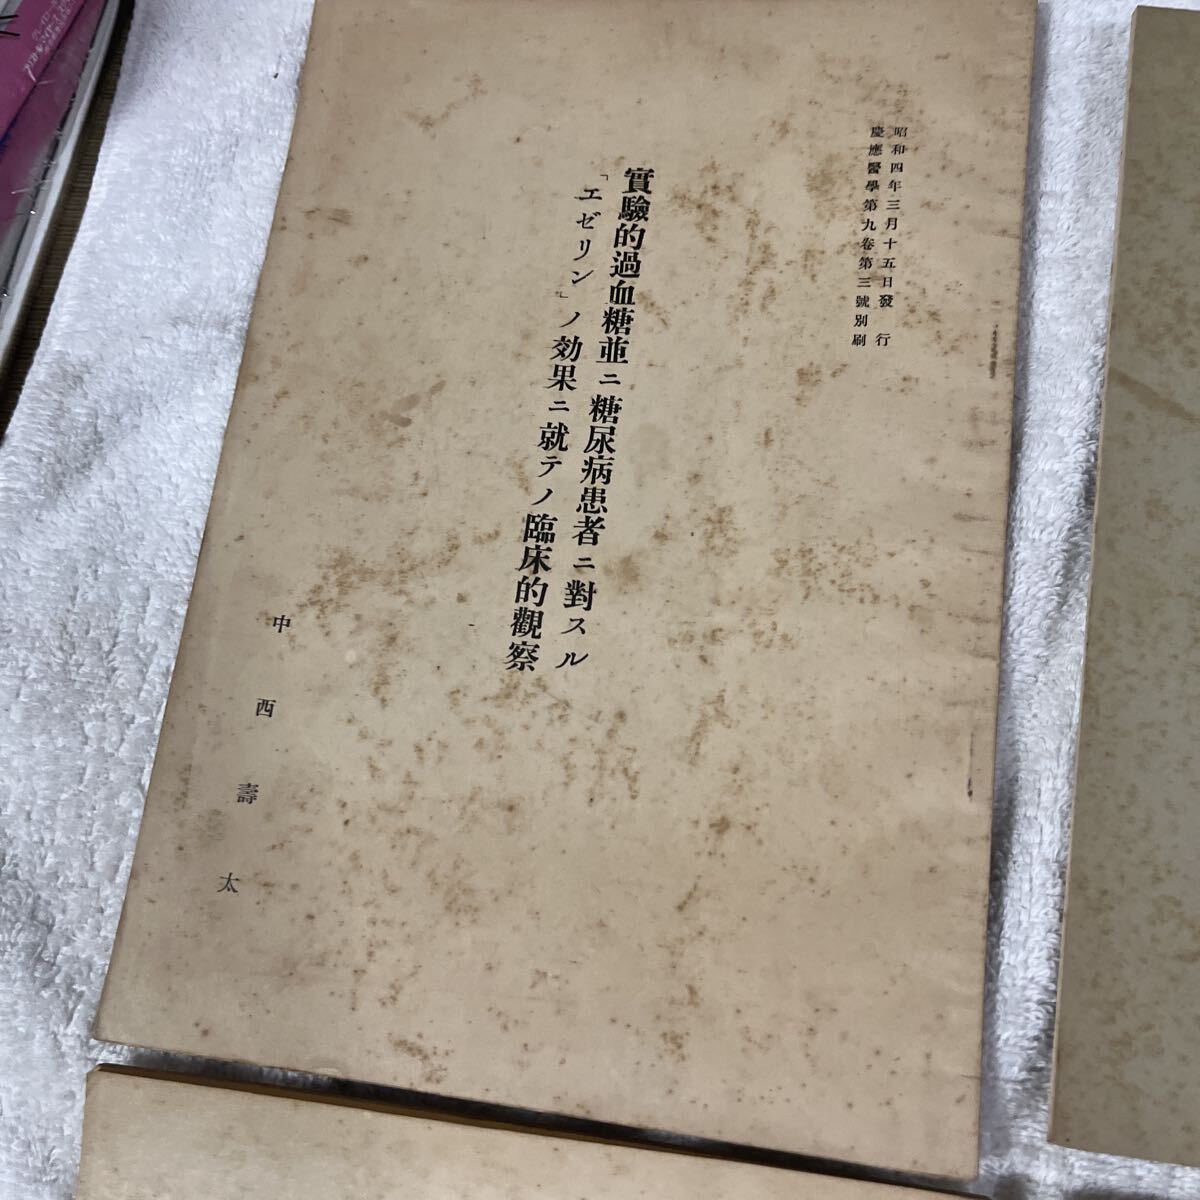 昭和四年三月十五日發行
慶應醫學第九卷第三號別刷
實驗的過血糖並ニ糖尿病患者ニ對スル
「エゼリン」ノ効果ニ就テノ臨床的觀察
中西壽太